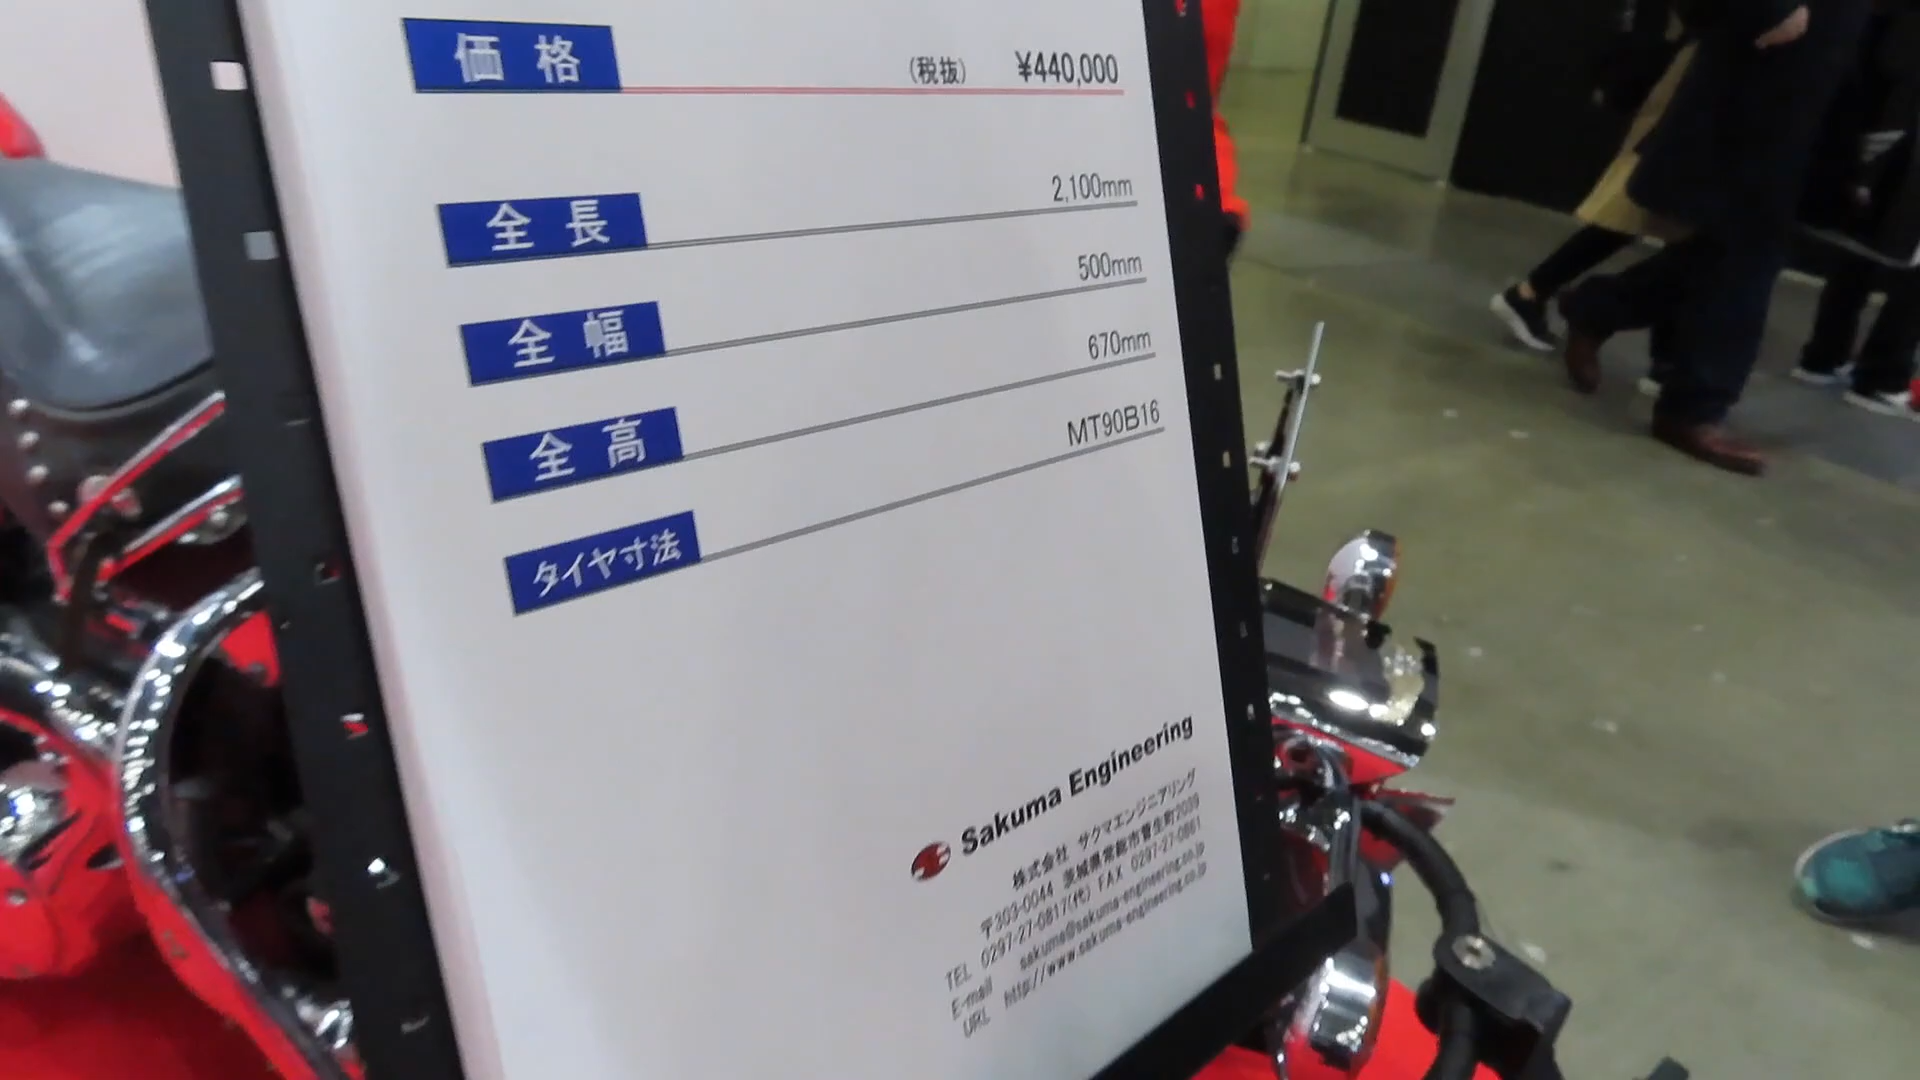 価格 (税抜) ¥440,000
全長 2,100mm
全幅 500mm
全高 670mm
タイヤ寸法 MT90B16
Sakuma Engineering
株式会社 サクマエンジニアリング
〒303-0044 茨城県常総市菅生町2039
TEL 0297-27-0817(代) FAX 0297-27-0861
E-mail sakuma@sakuma-engineering.co.jp
URL http://www.sakuma-engineering.co.jp